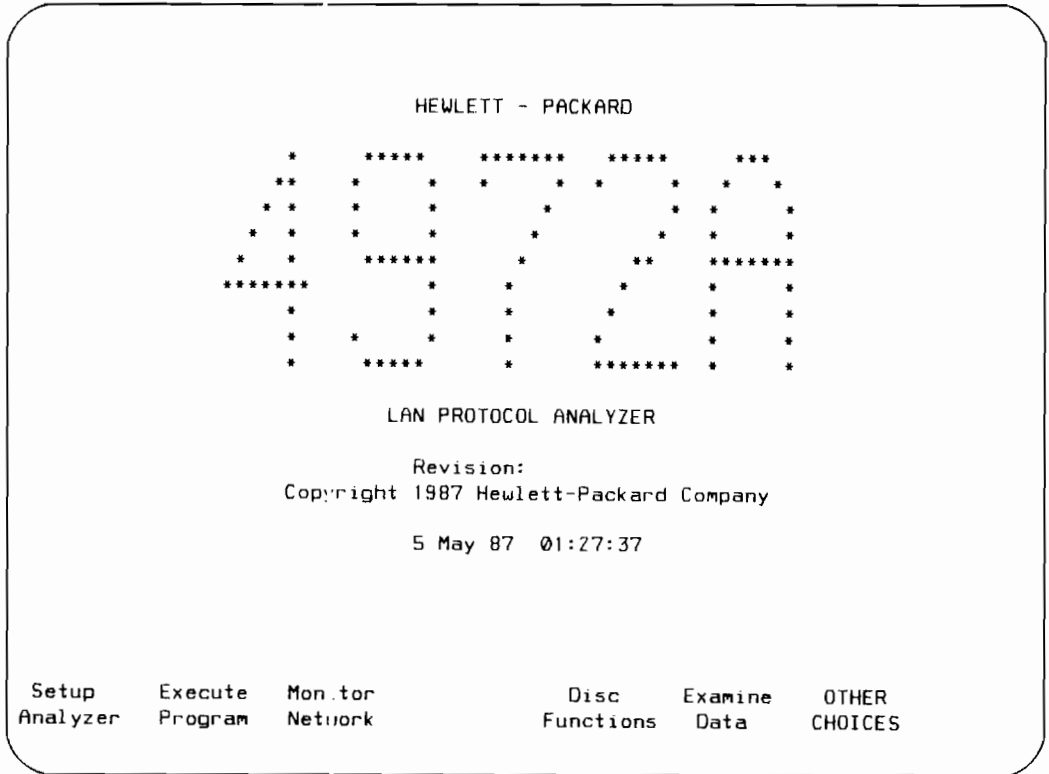 HEWLETT - PACKARD
4972A
LAN PROTOCOL ANALYZER
Revision:
Copyright 1987 Hewlett-Packard Company
5 May 87 01:27:37
Setup Execute Monitor Disc Examine OTHER
Analyzer Program Network Functions Data CHOICES